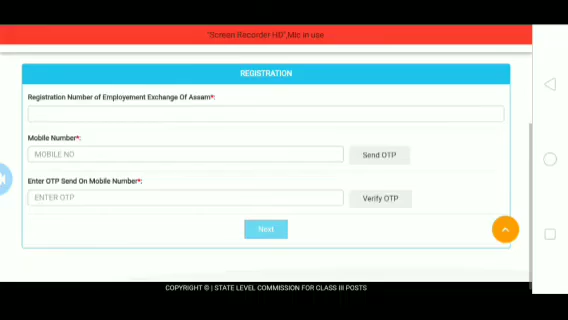 "Screen Recorder HD",Mic in use
REGISTRATION
Registration Number of Employement Exchange Of Assam*:
Mobile Number*:
MOBILE NO
Send OTP
Enter OTP Send On Mobile Number*:
ENTER OTP
Verify OTP
Next
COPYRIGHT © | STATE LEVEL COMMISSION FOR CLASS III POSTS